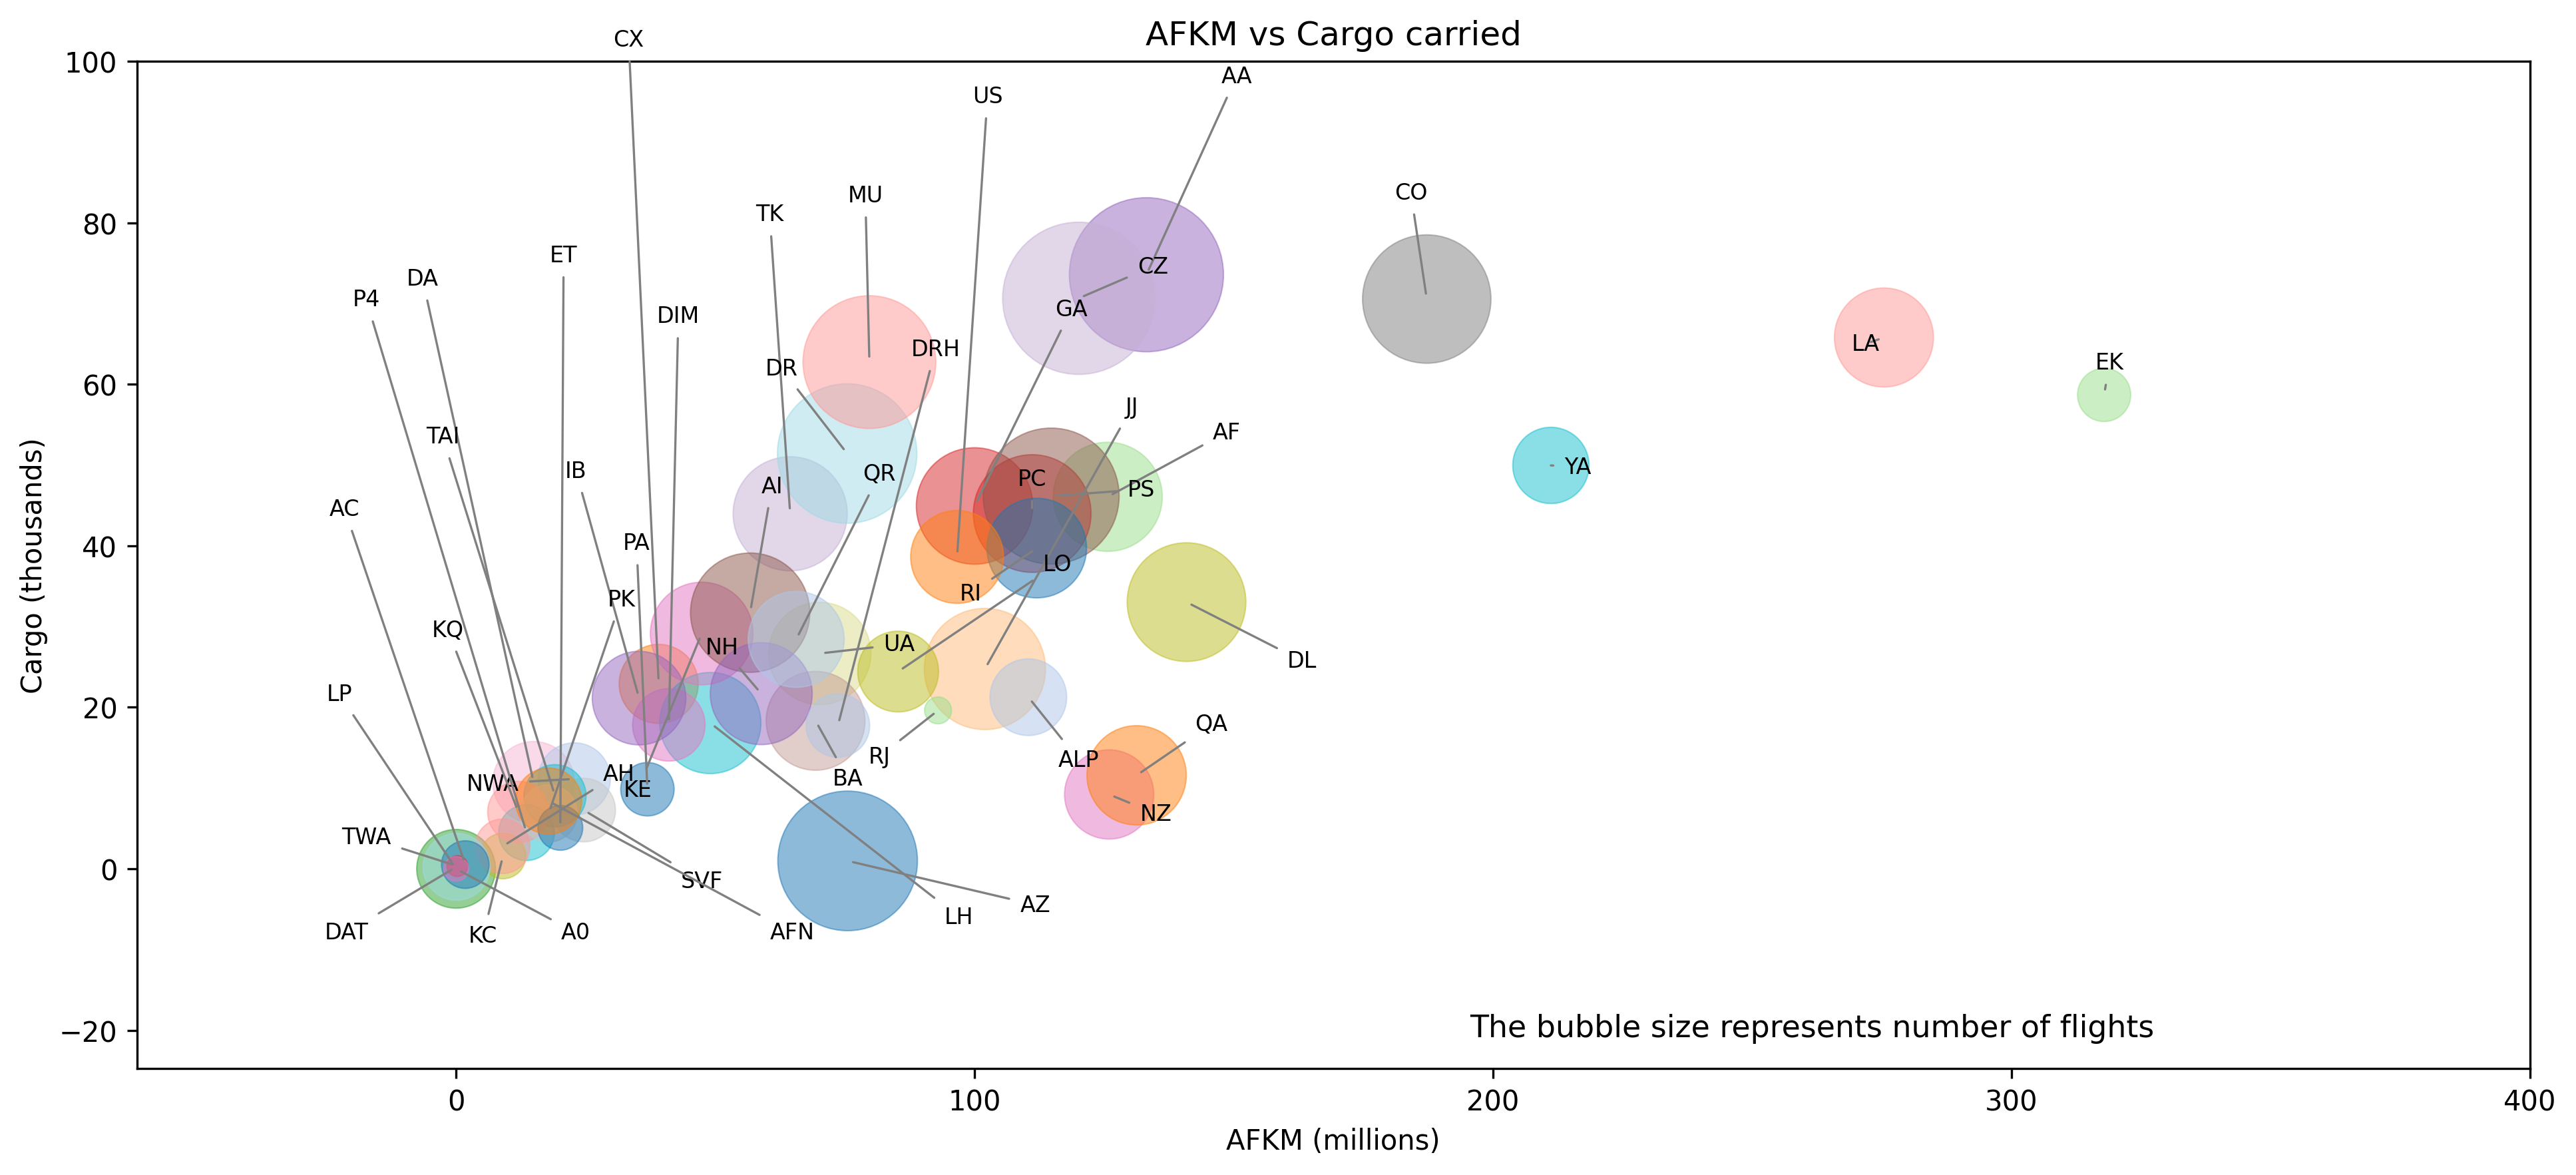 AFKM vs Cargo carried
CX
100
AA
US
CO
MU
80
TK
ET
DA
CZ
P4
GA
DIM
LA
DRH
EK
60
DR
JJ
TAI
AF
IB
QR
YA
AI
PC
PS
AC
40
PA
LO
RI
PK
KQ
NH
UA
DL
LP
20
QA
RJ
ALP
NWA
AH
KE
BA
NZ
TWA
0
SVF
AZ
LH
DAT
KC
A0
AFN
−20
The bubble size represents number of flights
Cargo (thousands)
0
100
200
300
400
AFKM (millions)